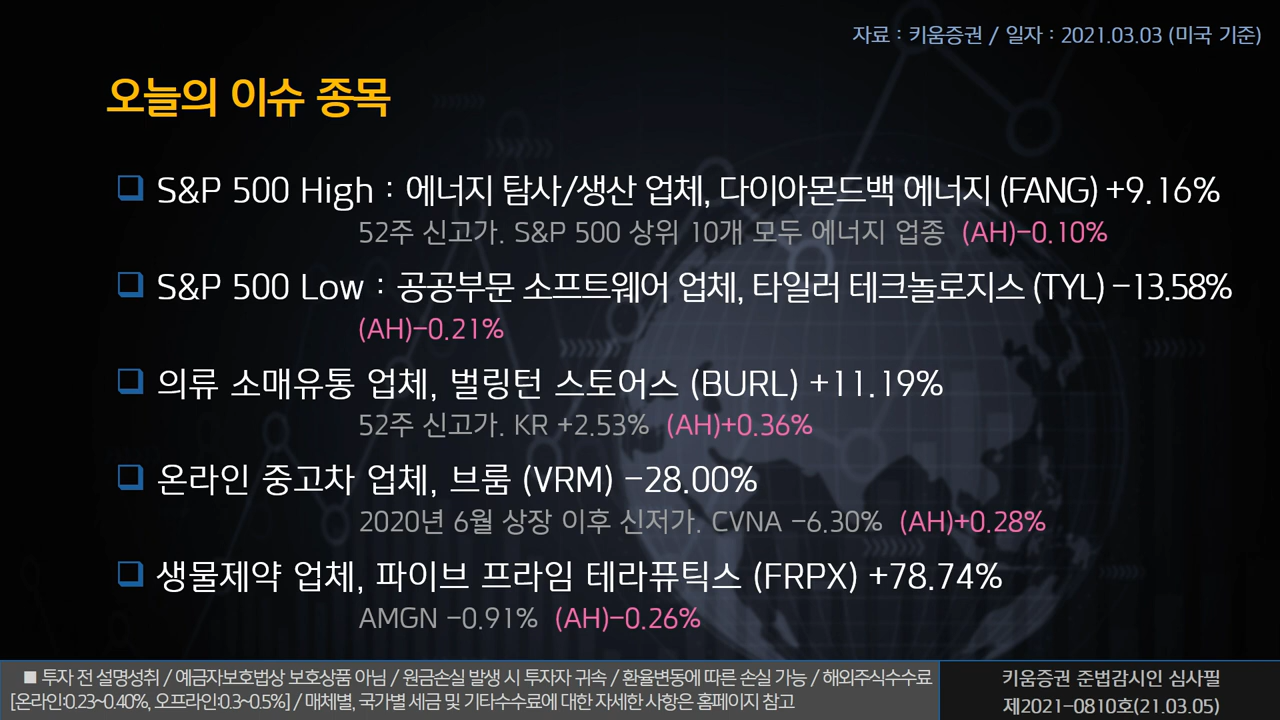 자료 : 키움증권 / 일자 : 2021.03.03 (미국 기준)
오늘의 이슈 종목
❑ S&P 500 High : 에너지 탐사/생산 업체, 다이아몬드백 에너지 (FANG) +9.16%
52주 신고가. S&P 500 상위 10개 모두 에너지 업종 (AH)-0.10%
❑ S&P 500 Low : 공공부문 소프트웨어 업체, 타일러 테크놀로지스 (TYL) -13.58%
(AH)-0.21%
❑ 의류 소매유통 업체, 벌링턴 스토어스 (BURL) +11.19%
52주 신고가. KR +2.53% (AH)+0.36%
❑ 온라인 중고차 업체, 브룸 (VRM) -28.00%
2020년 6월 상장 이후 신저가. CVNA -6.30% (AH)+0.28%
❑ 생물제약 업체, 파이브 프라임 테라퓨틱스 (FRPX) +78.74%
AMGN -0.91% (AH)-0.26%
■ 투자 전 설명성취 / 예금자보호법상 보호상품 아님 / 원금손실 발생 시 투자자 귀속 / 환율변동에 따른 손실 가능 / 해외주식수수료
[온라인:0.23~0.40%, 오프라인:0.3~0.5%] / 매체별, 국가별 세금 및 기타수수료에 대한 자세한 사항은 홈페이지 참고
키움증권 준법감시인 심사필
제2021-0810호(21.03.05)